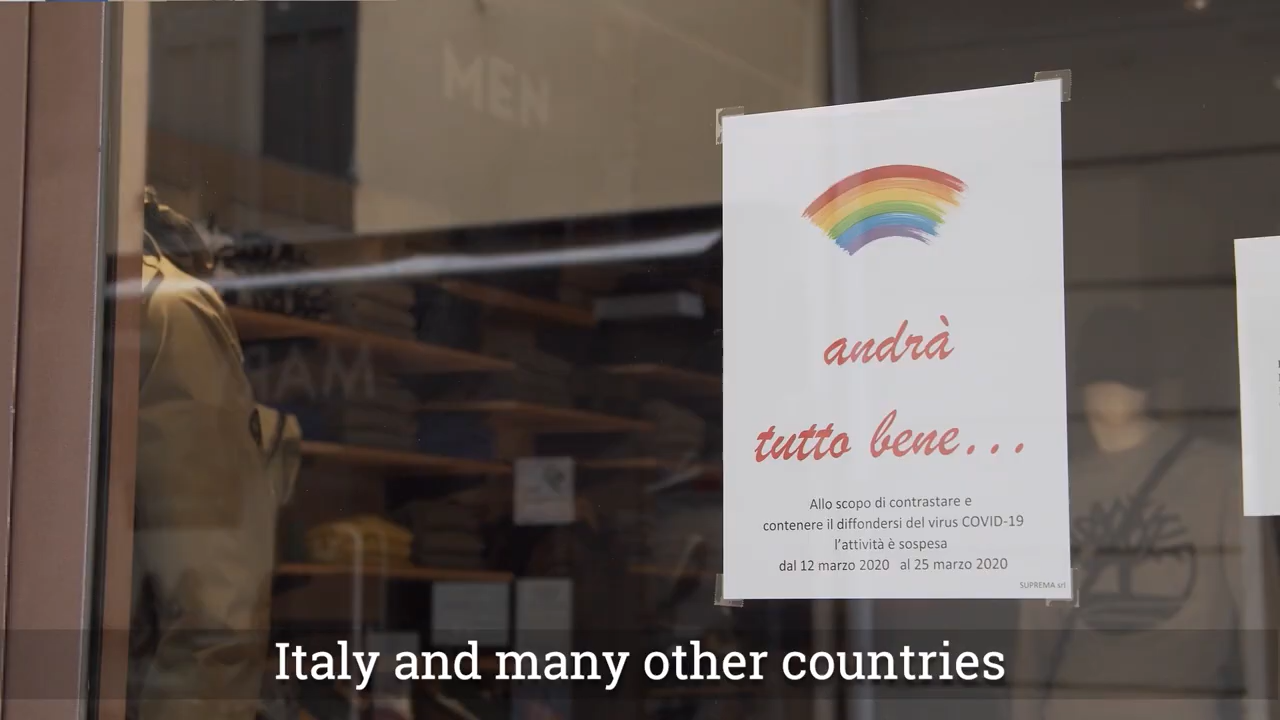 MEN
andrà
tutto bene...
Allo scopo di contrastare e
contenere il diffondersi del virus COVID-19
l'attività è sospesa
dal 12 marzo 2020 al 25 marzo 2020
SUPREMA srl
Italy and many other countries